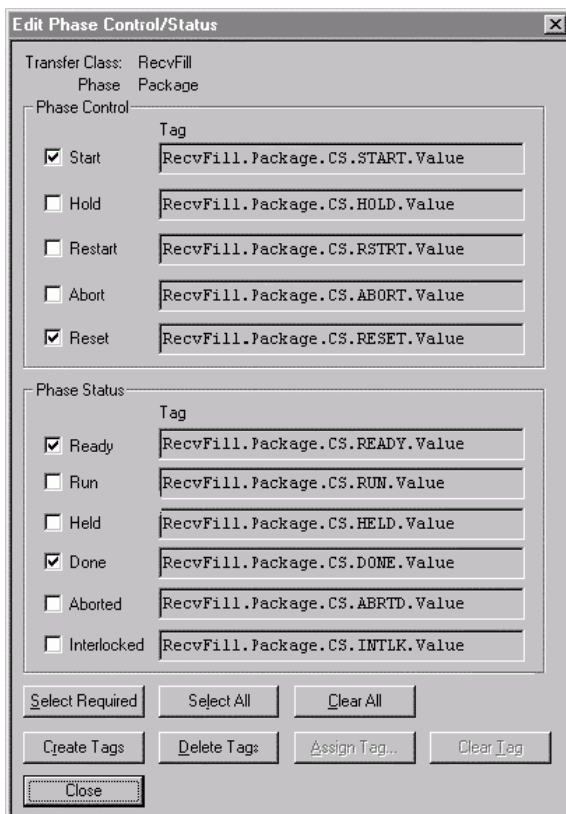 Edit Phase Control/Status
Transfer Class: RecvFill
Phase Package
Phase Control
Tag
Start RecvFill.Package.CS.START.Value
Hold RecvFill.Package.CS.HOLD.Value
Restart RecvFill.Package.CS.RSTRT.Value
Abort RecvFill.Package.CS.ABORT.Value
Reset RecvFill.Package.CS.RESET.Value
Phase Status
Tag
Ready RecvFill.Package.CS.READY.Value
Run RecvFill.Package.CS.RUN.Value
Held RecvFill.Package.CS.HELD.Value
Done RecvFill.Package.CS.DONE.Value
Aborted RecvFill.Package.CS.ABRTD.Value
Interlocked RecvFill.Package.CS.INTLK.Value
Select Required Select All Clear All
Create Tags Delete Tags Assign Tag... Clear Tag
Close